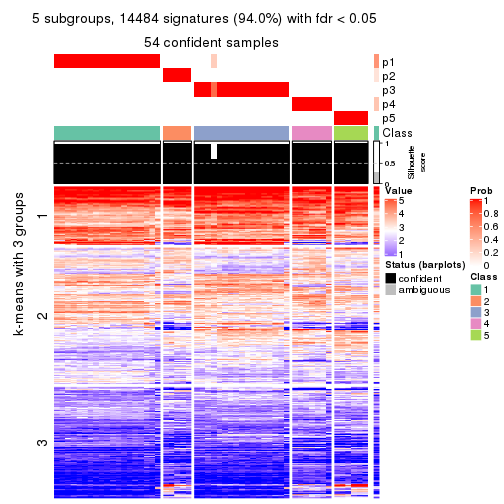 5 subgroups, 14484 signatures (94.0%) with fdr < 0.05
54 confident samples
p1
p2
p3
p4
p5
Class
1
0.5
0
Silhouette
score
k-means with 3 groups
1
2
3
Value
5
4
3
2
1
Status (barplots)
confident
ambiguous
Prob
1
0.8
0.6
0.4
0.2
0
Class
1
2
3
4
5